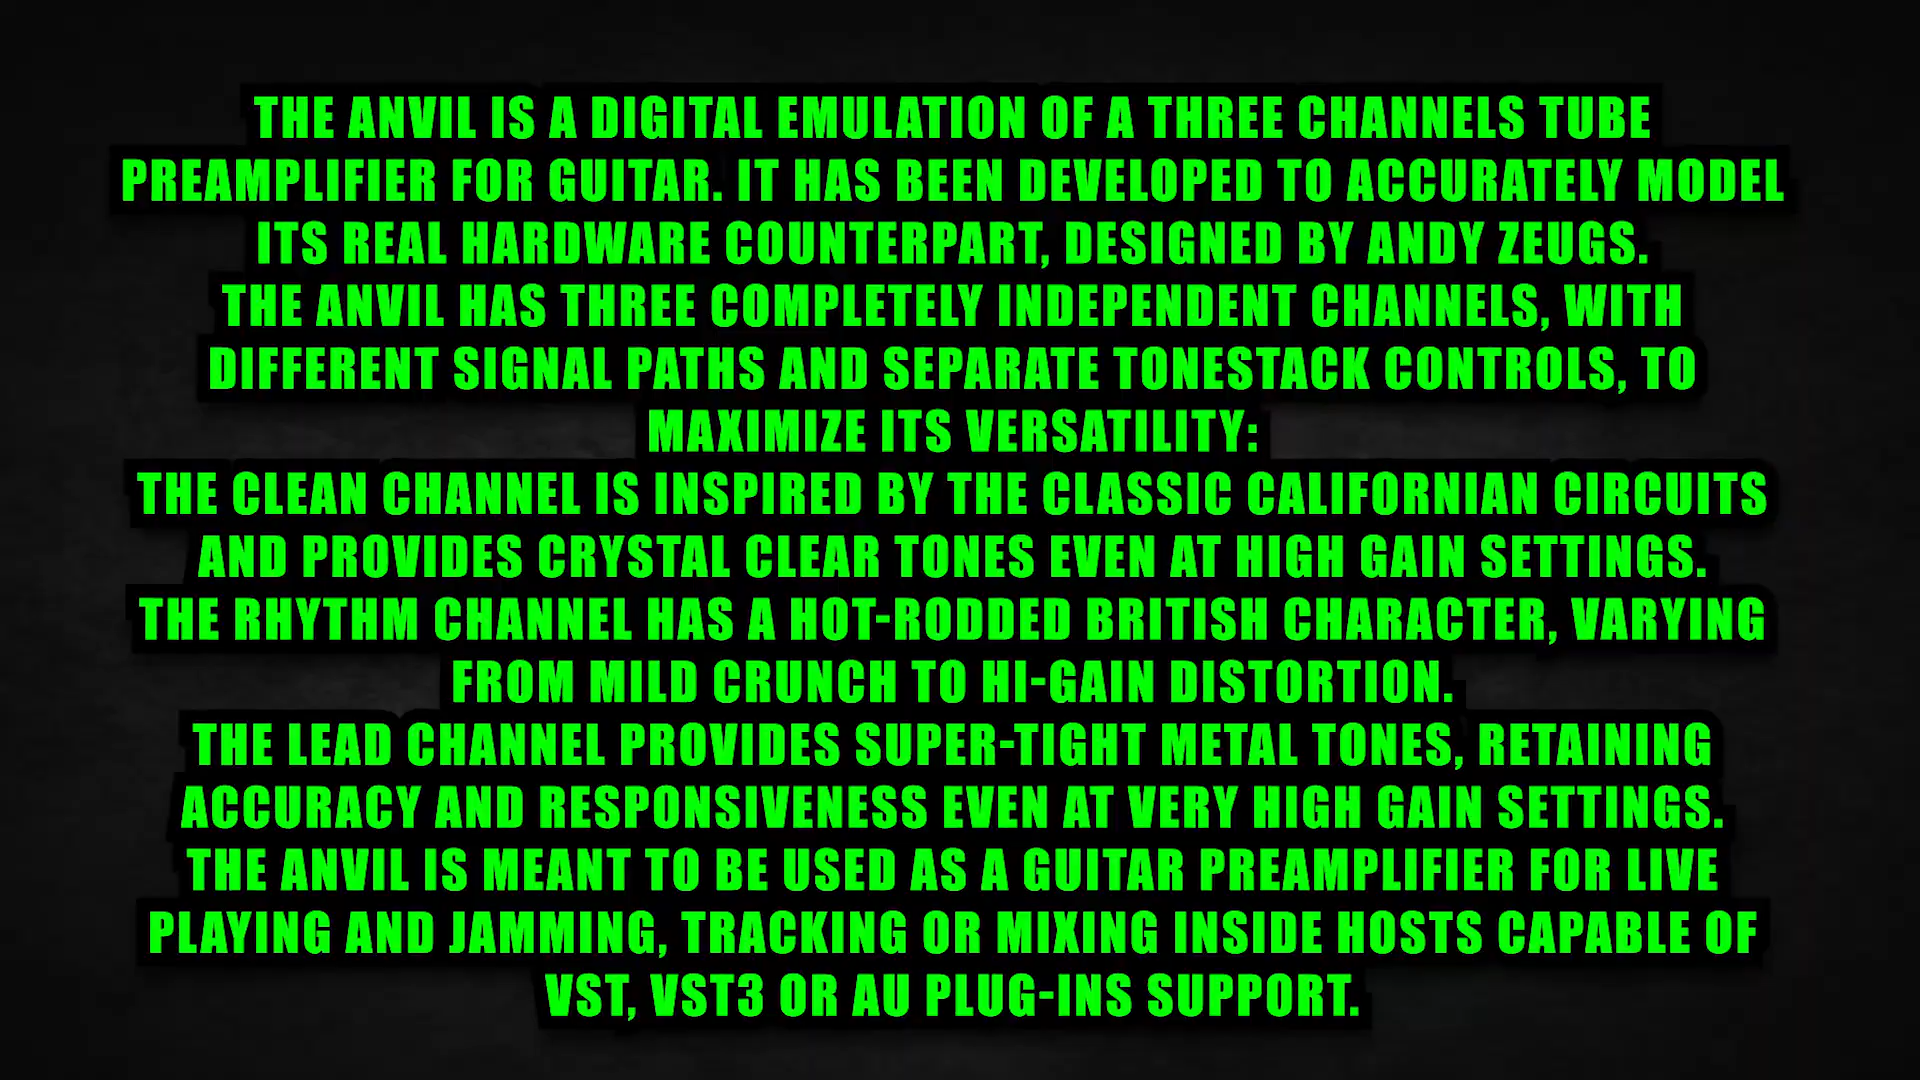 THE ANVIL IS A DIGITAL EMULATION OF A THREE CHANNELS TUBE
PREAMPLIFIER FOR GUITAR. IT HAS BEEN DEVELOPED TO ACCURATELY MODEL
ITS REAL HARDWARE COUNTERPART, DESIGNED BY ANDY ZEUGS.
THE ANVIL HAS THREE COMPLETELY INDEPENDENT CHANNELS, WITH
DIFFERENT SIGNAL PATHS AND SEPARATE TONESTACK CONTROLS, TO
MAXIMIZE ITS VERSATILITY:
THE CLEAN CHANNEL IS INSPIRED BY THE CLASSIC CALIFORNIAN CIRCUITS
AND PROVIDES CRYSTAL CLEAR TONES EVEN AT HIGH GAIN SETTINGS.
THE RHYTHM CHANNEL HAS A HOT-RODDED BRITISH CHARACTER, VARYING
FROM MILD CRUNCH TO HI-GAIN DISTORTION.
THE LEAD CHANNEL PROVIDES SUPER-TIGHT METAL TONES, RETAINING
ACCURACY AND RESPONSIVENESS EVEN AT VERY HIGH GAIN SETTINGS.
THE ANVIL IS MEANT TO BE USED AS A GUITAR PREAMPLIFIER FOR LIVE
PLAYING AND JAMMING, TRACKING OR MIXING INSIDE HOSTS CAPABLE OF
VST, VST3 OR AU PLUG-INS SUPPORT.